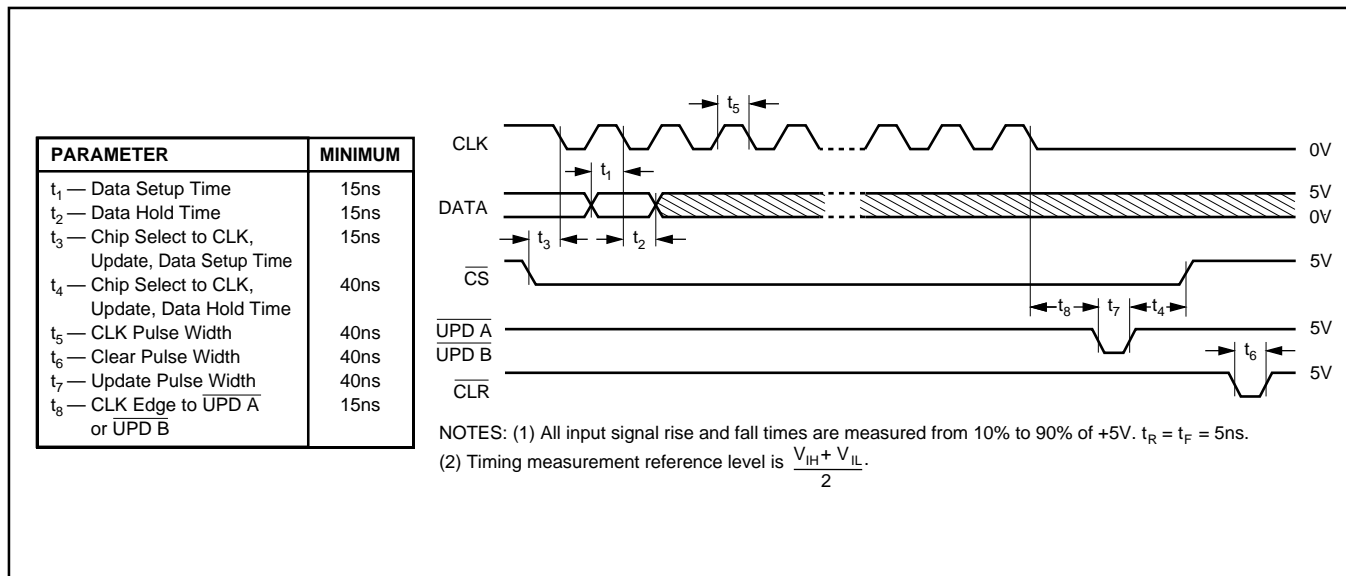 PARAMETER MINIMUM
t1 — Data Setup Time 15ns
t2 — Data Hold Time 15ns
t3 — Chip Select to CLK, 15ns
Update, Data Setup Time
t4 — Chip Select to CLK, 40ns
Update, Data Hold Time
t5 — CLK Pulse Width 40ns
t6 — Clear Pulse Width 40ns
t7 — Update Pulse Width 40ns
t8 — CLK Edge to UPD A 15ns
or UPD B
t5
CLK
0V
t1
DATA
5V
0V
t3
t2
CS
5V
t8
t7
t4
UPD A
UPD B
5V
t6
CLR
5V
NOTES: (1) All input signal rise and fall times are measured from 10% to 90% of +5V. tR = tF = 5ns.
(2) Timing measurement reference level is VIH + VIL / 2.